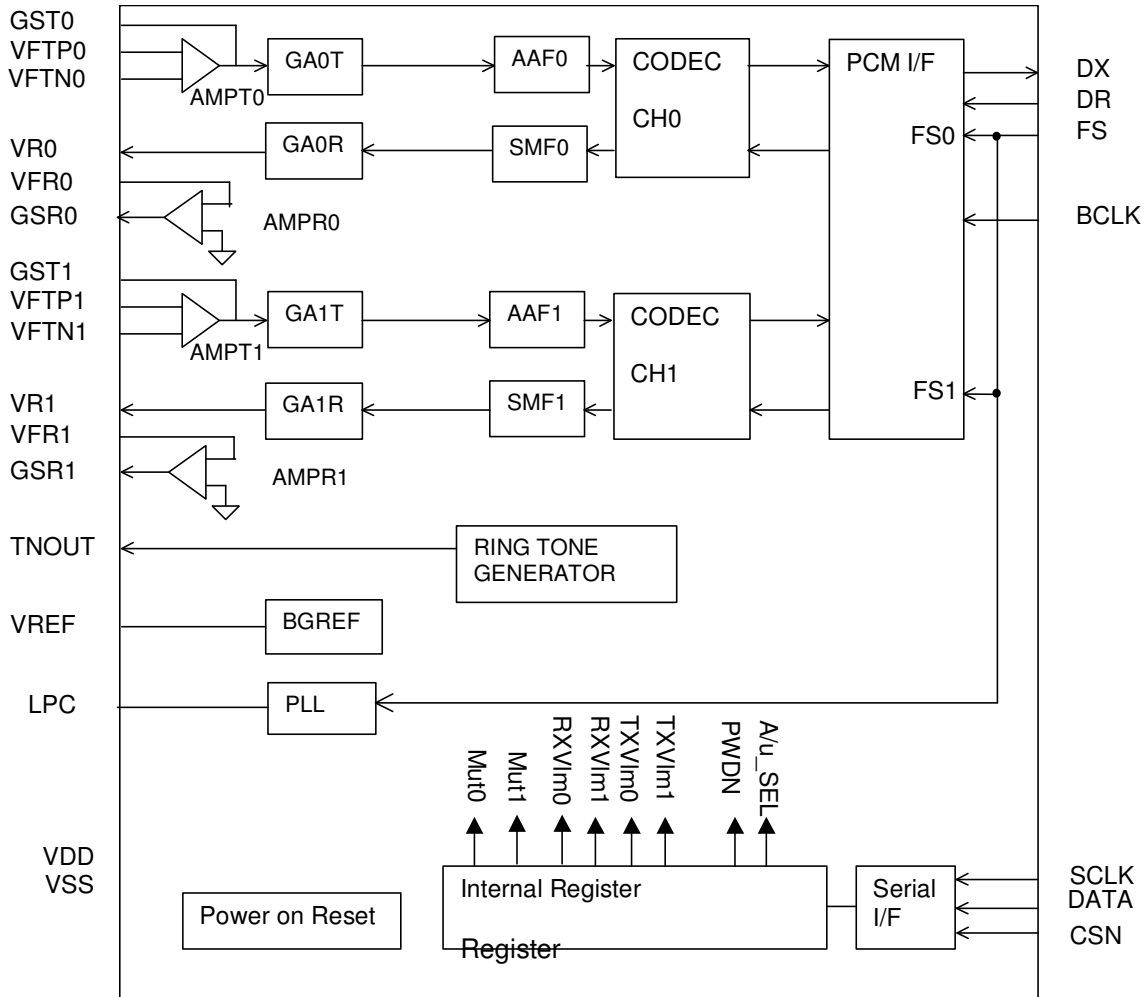 GST0
VFTP0
VFTN0
AMPT0
GA0T
AAF0
CODEC
CH0
PCM I/F
DX
DR
FS
FS0
VR0
GA0R
SMF0
VFR0
GSR0
AMPR0
BCLK
GST1
VFTP1
VFTN1
AMPT1
GA1T
AAF1
CODEC
CH1
FS1
VR1
GA1R
SMF1
VFR1
GSR1
AMPR1
TNOUT
RING TONE
GENERATOR
VREF
BGREF
LPC
PLL
Mut0
Mut1
RXVlm0
RXVlm1
TXVlm0
TXVlm1
PWDN
A/u_SEL
VDD
VSS
Power on Reset
Internal Register
Register
Serial
I/F
SCLK
DATA
CSN